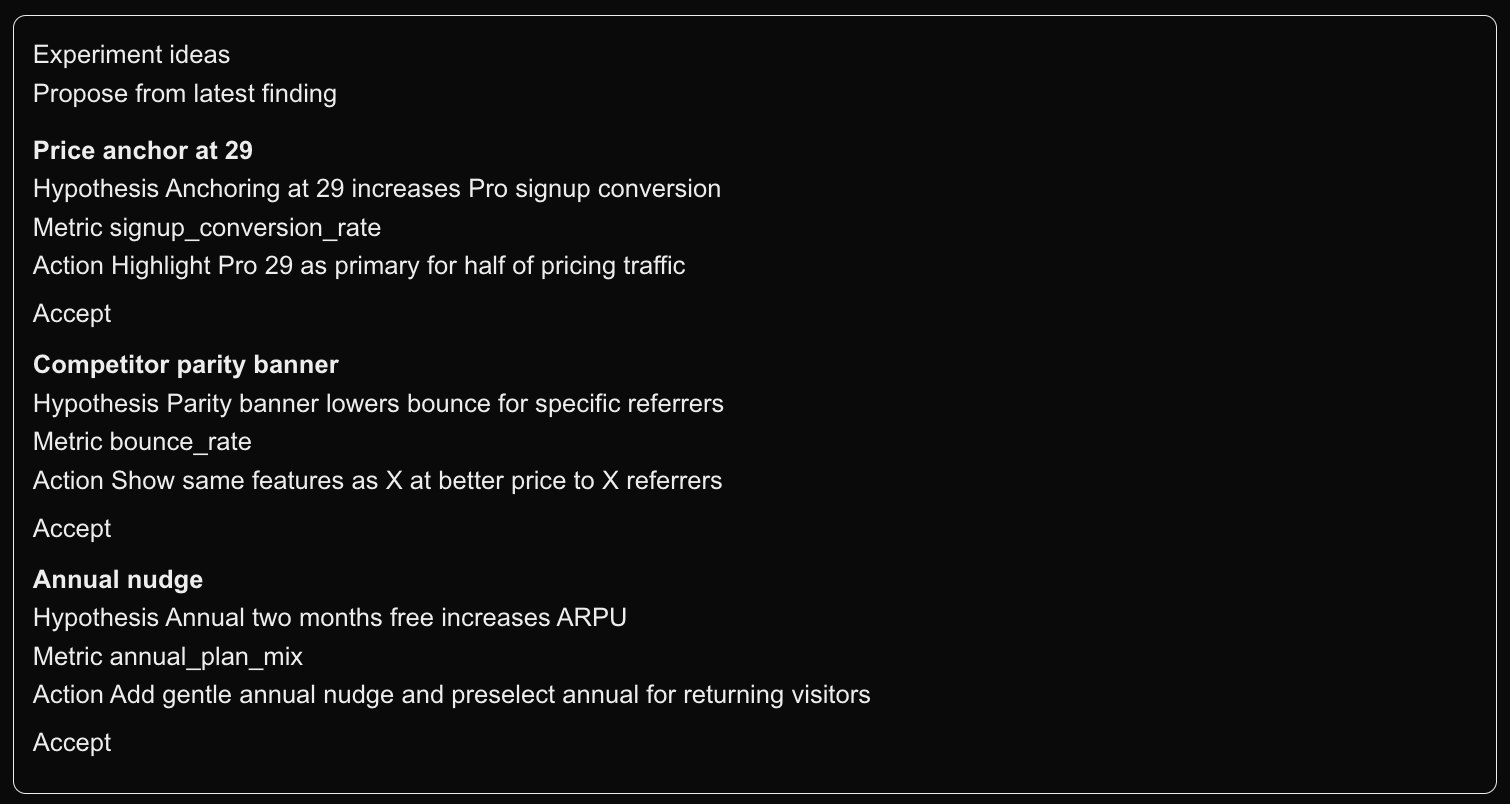 Experiment ideas
Propose from latest finding
Price anchor at 29
Hypothesis Anchoring at 29 increases Pro signup conversion
Metric signup_conversion_rate
Action Highlight Pro 29 as primary for half of pricing traffic
Accept
Competitor parity banner
Hypothesis Parity banner lowers bounce for specific referrers
Metric bounce_rate
Action Show same features as X at better price to X referrers
Accept
Annual nudge
Hypothesis Annual two months free increases ARPU
Metric annual_plan_mix
Action Add gentle annual nudge and preselect annual for returning visitors
Accept